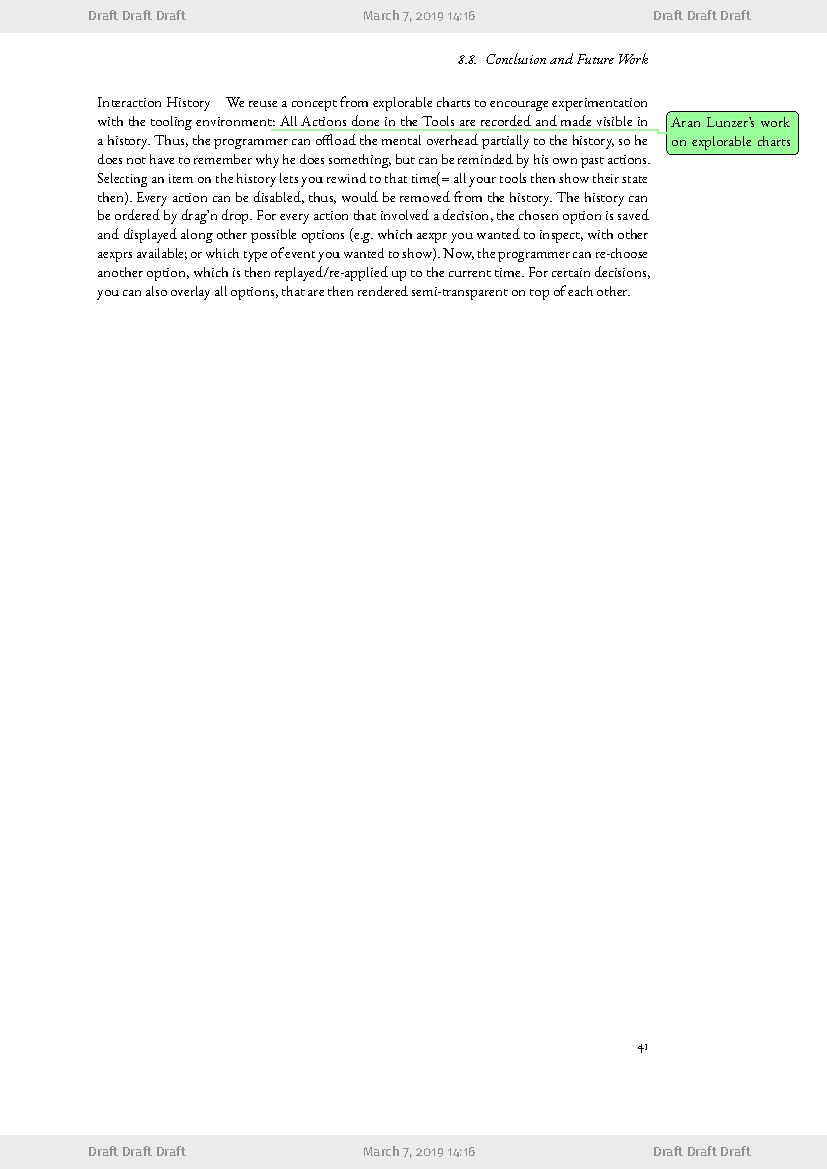 Draft Draft Draft March 7, 2019 14:16 Draft Draft Draft
8.8. Conclusion and Future Work
Interaction History We reuse a concept from explorable charts to encourage experimentation
with the tooling environment: All Actions done in the Tools are recorded and made visible in
a history. Thus, the programmer can offload the mental overhead partially to the history, so he
does not have to remember why he does something, but can be reminded by his own past actions.
Selecting an item on the history lets you rewind to that time(= all your tools then show their state
then). Every action can be disabled, thus, would be removed from the history. The history can
be ordered by drag'n drop. For every action that involved a decision, the chosen option is saved
and displayed along other possible options (e.g. which aexpr you wanted to inspect, with other
aexprs available; or which type of event you wanted to show). Now, the programmer can re-choose
another option, which is then replayed/re-applied up to the current time. For certain decisions,
you can also overlay all options, that are then rendered semi-transparent on top of each other.
Aran Lunzer's work
on explorable charts
41
Draft Draft Draft March 7, 2019 14:16 Draft Draft Draft